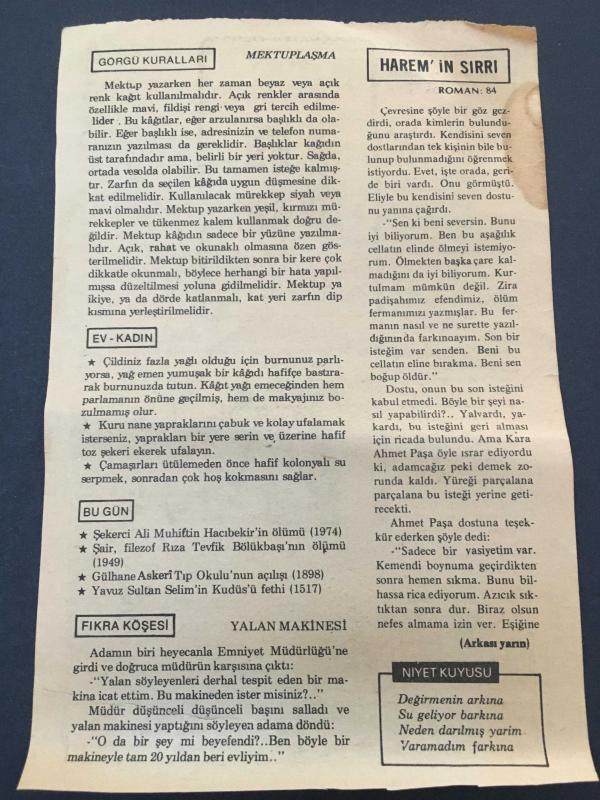 GÖRGÜ KURALLARI
MEKTUPLAŞMA
Mektup yazarken her zaman beyaz veya açık
renk kağıt kullanılmalıdır. Açık renkler arasında
özellikle mavi, fildişi rengi veya gri tercih edilme-
lider. Bu kâğıtlar, eğer arzulanırsa başlıklı da ola-
bilir. Eğer başlıklı ise, adresinizin ve telefon numa-
ranızın yazılması da gereklidir. Başlıklar kağıdın
üst tarafındadır ama, belirli bir yeri yoktur. Sağda,
ortada vesolda olabilir. Bu tamamen isteğe kalmış-
tır. Zarfın da seçilen kâğıda uygun düşmesine dik-
kat edilmelidir. Kullanılacak mürekkep siyah veya
mavi olmalıdır. Mektup yazarken yeşil, kırmızı mü-
rekkepler ve tükenmez kalem kullanmak doğru de-
ğildir. Mektup kâğıdın sadece bir yüzüne yazılma-
lıdır. Açık, rahat ve okunaklı olmasına özen gös-
terilmelidir. Mektup bitirildikten sonra bir kere çok
dikkatle okunmalı, böylece herhangi bir hata yapıl-
mışsa düzeltilmesi yoluna gidilmelidir. Mektup ya
ikiye, ya da dörde katlanmalı, kat yeri zarfın dip
kısmına yerleştirilmelidir.
EV - KADIN
★ Çildiniz fazla yağlı olduğu için burnunuz parlı-
yorsa, yağ emen yumuşak bir kâğıdı hafifçe bastıra-
rak burnunuzda tutun. Kâğıt yağı emeceğinden hem
parlamanın önüne geçilmiş, hem de makyajınız bo-
zulmamış olur.
★ Kuru nane yapraklarını çabuk ve kolay ufalamak
isterseniz, yaprakları bir yere serin ve üzerine hafif
toz şekeri ekerek ufalayın.
★ Çamaşırları ütülemeden önce hafif kolonyalı su
serpmek, sonradan çok hoş kokmasını sağlar.
BU GÜN
★ Şekerci Ali Muhittin Hacıbekir'in ölümü (1974)
★ Şair, filezof Rıza Tevfik Bölükbaşı'nın ölümü
(1949)
★ Gülhane Askerî Tıp Okulu'nun açılışı (1898)
★ Yavuz Sultan Selim'in Kudüs'ü fethi (1517)
FIKRA KÖŞESİ
YALAN MAKİNESİ
Adamın biri heyecanla Emniyet Müdürlüğü'ne
girdi ve doğruca müdürün karşısına çıktı:
-"Yalan söyleyenleri derhal tespit eden bir ma-
kina icat ettim. Bu makineden ister misiniz?.."
Müdür düşünceli düşünceli başını salladı ve
yalan makinesi yaptığını söyleyen adama döndü:
-"O da bir şey mi beyefendi?..Ben böyle bir
makineyle tam 20 yıldan beri evliyim.."
HAREM' İN SIRRI
ROMAN: 84
Çevresine şöyle bir göz gez-
dirdi, orada kimlerin bulundu-
ğunu araştırdı. Kendisini seven
dostlarından tek kişinin bile bu-
lunup bulunmadığını öğrenmek
istiyordu. Evet, işte orada, geri-
de biri vardı. Onu görmüştü.
Eliyle bu kendisini seven dostu-
nu yanına çağırdı.
-"Sen ki beni seversin. Bunu
iyi biliyorum. Ben bu aşağılık
cellatın elinde ölmeyi istemiyo-
rum. Ölmekten başka çare kal-
madığını da iyi biliyorum. Kur-
tulmam mümkün değil. Zira
padişahımız efendimiz, ölüm
fermanımızı yazmışlar. Bu fer-
manın nasıl ve ne surette yazıl-
dığınında farkınoayım. Son bir
isteğim var senden. Beni bu
cellatın eline bırakma. Beni sen
boğup öldür."
Dostu, onun bu son isteğini
kabul etmedi. Böyle bir şeyi na-
sıl yapabilirdi?.. Yalvardı, ya-
kardı, bu isteğini geri alması
için ricada bulundu. Ama Kara
Ahmet Paşa öyle ısrar ediyordu
ki, adamcağız peki demek zo-
runda kaldı. Yüreği parçalana
parçalana bu isteği yerine geti-
recekti.
Ahmet Paşa dostuna teşek-
kür ederken şöyle dedi:
-"Sadece bir vasiyetim var.
Kemendi boynuma geçirdikten
sonra hemen sıkma. Bunu bil-
hassa rica ediyorum. Azıcık sık-
tıktan sonra dur. Biraz olsun
nefes almama izin ver. Eşiğine
(Arkası yarın)
NİYET KUYUSU
Değirmenin arkına
Su geliyor barkına
Neden darılmış yarim
Varamadım farkına